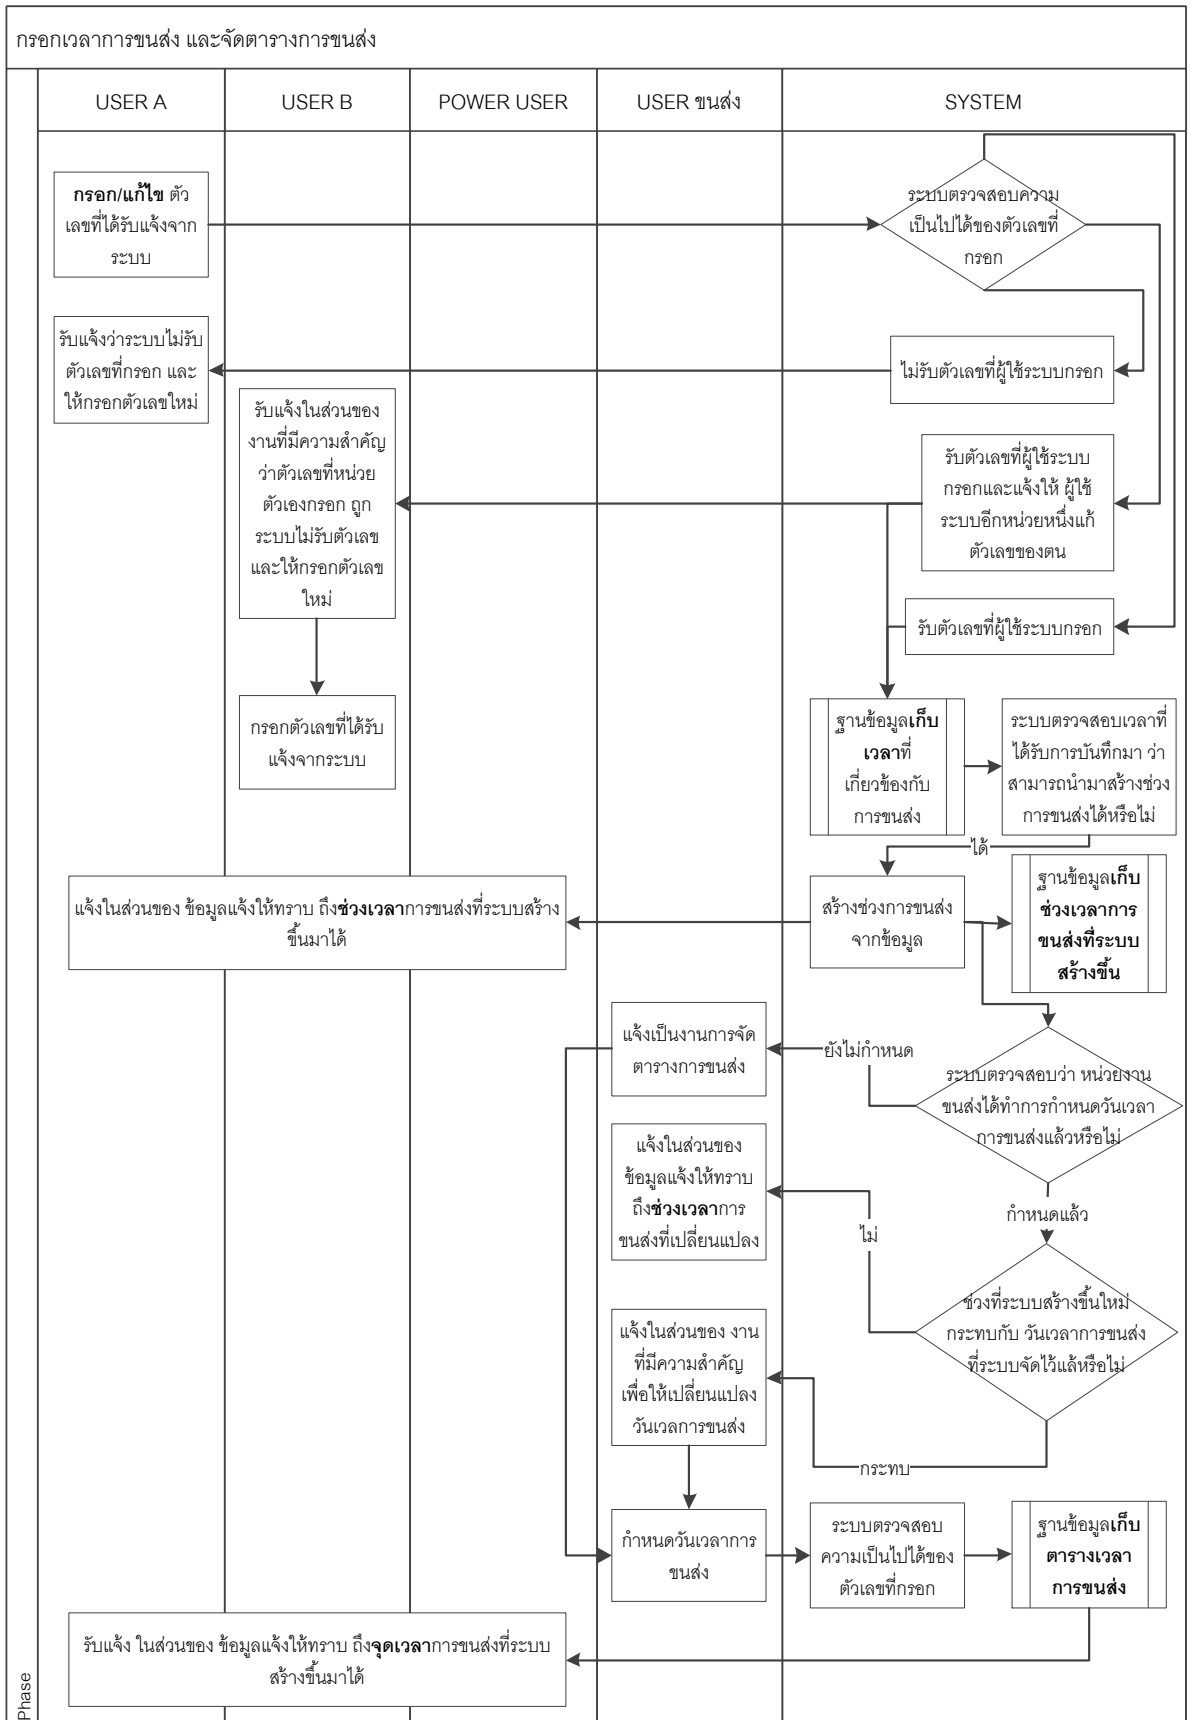 กรอกเวลาการขนส่ง และจัดตารางการขนส่ง
USER A
USER B
POWER USER
USER ขนส่ง
SYSTEM
กรอก/แก้ไข ตัว
เลขที่ได้รับแจ้งจาก
ระบบ
ระบบตรวจสอบความ
เป็นไปได้ของตัวเลขที่
กรอก
รับแจ้งว่าระบบไม่รับ
ตัวเลขที่กรอก และ
ให้กรอกตัวเลขใหม่
ไม่รับตัวเลขที่ผู้ใช้ระบบกรอก
รับแจ้งในส่วนของ
งานที่มีความสำคัญ
ว่าตัวเลขที่หน่วย
ตัวเองกรอก ถูก
ระบบไม่รับตัวเลข
และให้กรอกตัวเลข
ใหม่
รับตัวเลขที่ผู้ใช้ระบบ
กรอกและแจ้งให้ ผู้ใช้
ระบบอีกหน่วยหนึ่งแก้
ตัวเลขของตน
รับตัวเลขที่ผู้ใช้ระบบกรอก
กรอกตัวเลขที่ได้รับ
แจ้งจากระบบ
ฐานข้อมูลเก็บ
เวลาที่
เกี่ยวข้องกับ
การขนส่ง
ระบบตรวจสอบเวลาที่
ได้รับการบันทึกมา ว่า
สามารถนำมาสร้างช่วง
การขนส่งได้หรือไม่
ได้
แจ้งในส่วนของ ข้อมูลแจ้งให้ทราบ ถึงช่วงเวลาการขนส่งที่ระบบสร้าง
ขึ้นมาได้
สร้างช่วงการขนส่ง
จากข้อมูล
ฐานข้อมูลเก็บ
ช่วงเวลาการ
ขนส่งที่ระบบ
สร้างขึ้น
แจ้งเป็นงานการจัด
ตารางการขนส่ง
ยังไม่กำหนด
ระบบตรวจสอบว่า หน่วยงาน
ขนส่งได้ทำการกำหนดวันเวลา
การขนส่งแล้วหรือไม่
แจ้งในส่วนของ
ข้อมูลแจ้งให้ทราบ
ถึงช่วงเวลาการ
ขนส่งที่เปลี่ยนแปลง
ไม่
กำหนดแล้ว
ช่วงที่ระบบสร้างขึ้นใหม่
กระทบกับ วันเวลาการขนส่ง
ที่ระบบจัดไว้แล้หรือไม่
แจ้งในส่วนของ งาน
ที่มีความสำคัญ
เพื่อให้เปลี่ยนแปลง
วันเวลการขนส่ง
กระทบ
กำหนดวันเวลาการ
ขนส่ง
ระบบตรวจสอบ
ความเป็นไปได้ของ
ตัวเลขที่กรอก
ฐานข้อมูลเก็บ
ตารางเวลา
การขนส่ง
รับแจ้ง ในส่วนของ ข้อมูลแจ้งให้ทราบ ถึงจุดเวลาการขนส่งที่ระบบ
สร้างขึ้นมาได้
Phase